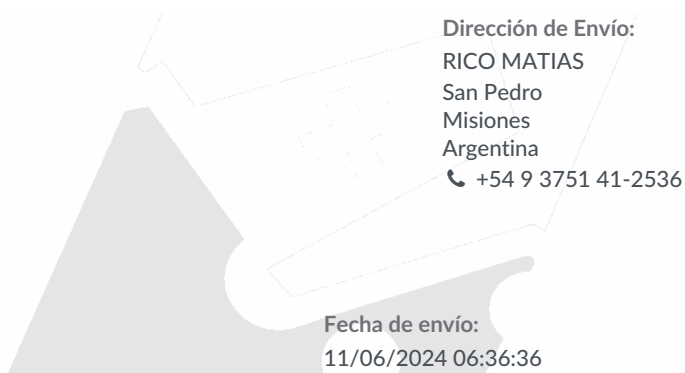 Dirección de Envío:
RICO MATIAS
San Pedro
Misiones
Argentina
+54 9 3751 41-2536
Fecha de envío:
11/06/2024 06:36:36